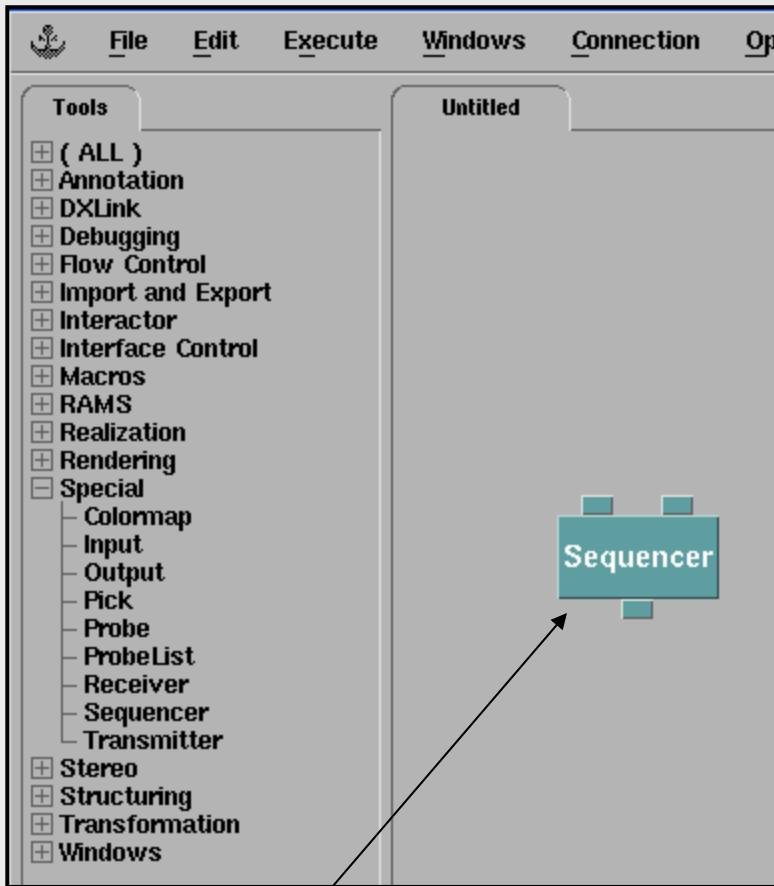 File Edit Execute Windows Connection Op
Tools
Untitled
( ALL )
Annotation
DXLink
Debugging
Flow Control
Import and Export
Interactor
Interface Control
Macros
RAMS
Realization
Rendering
Special
Colormap
Input
Output
Pick
Probe
ProbeList
Receiver
Sequencer
Transmitter
Stereo
Structuring
Transformation
Windows
Sequencer